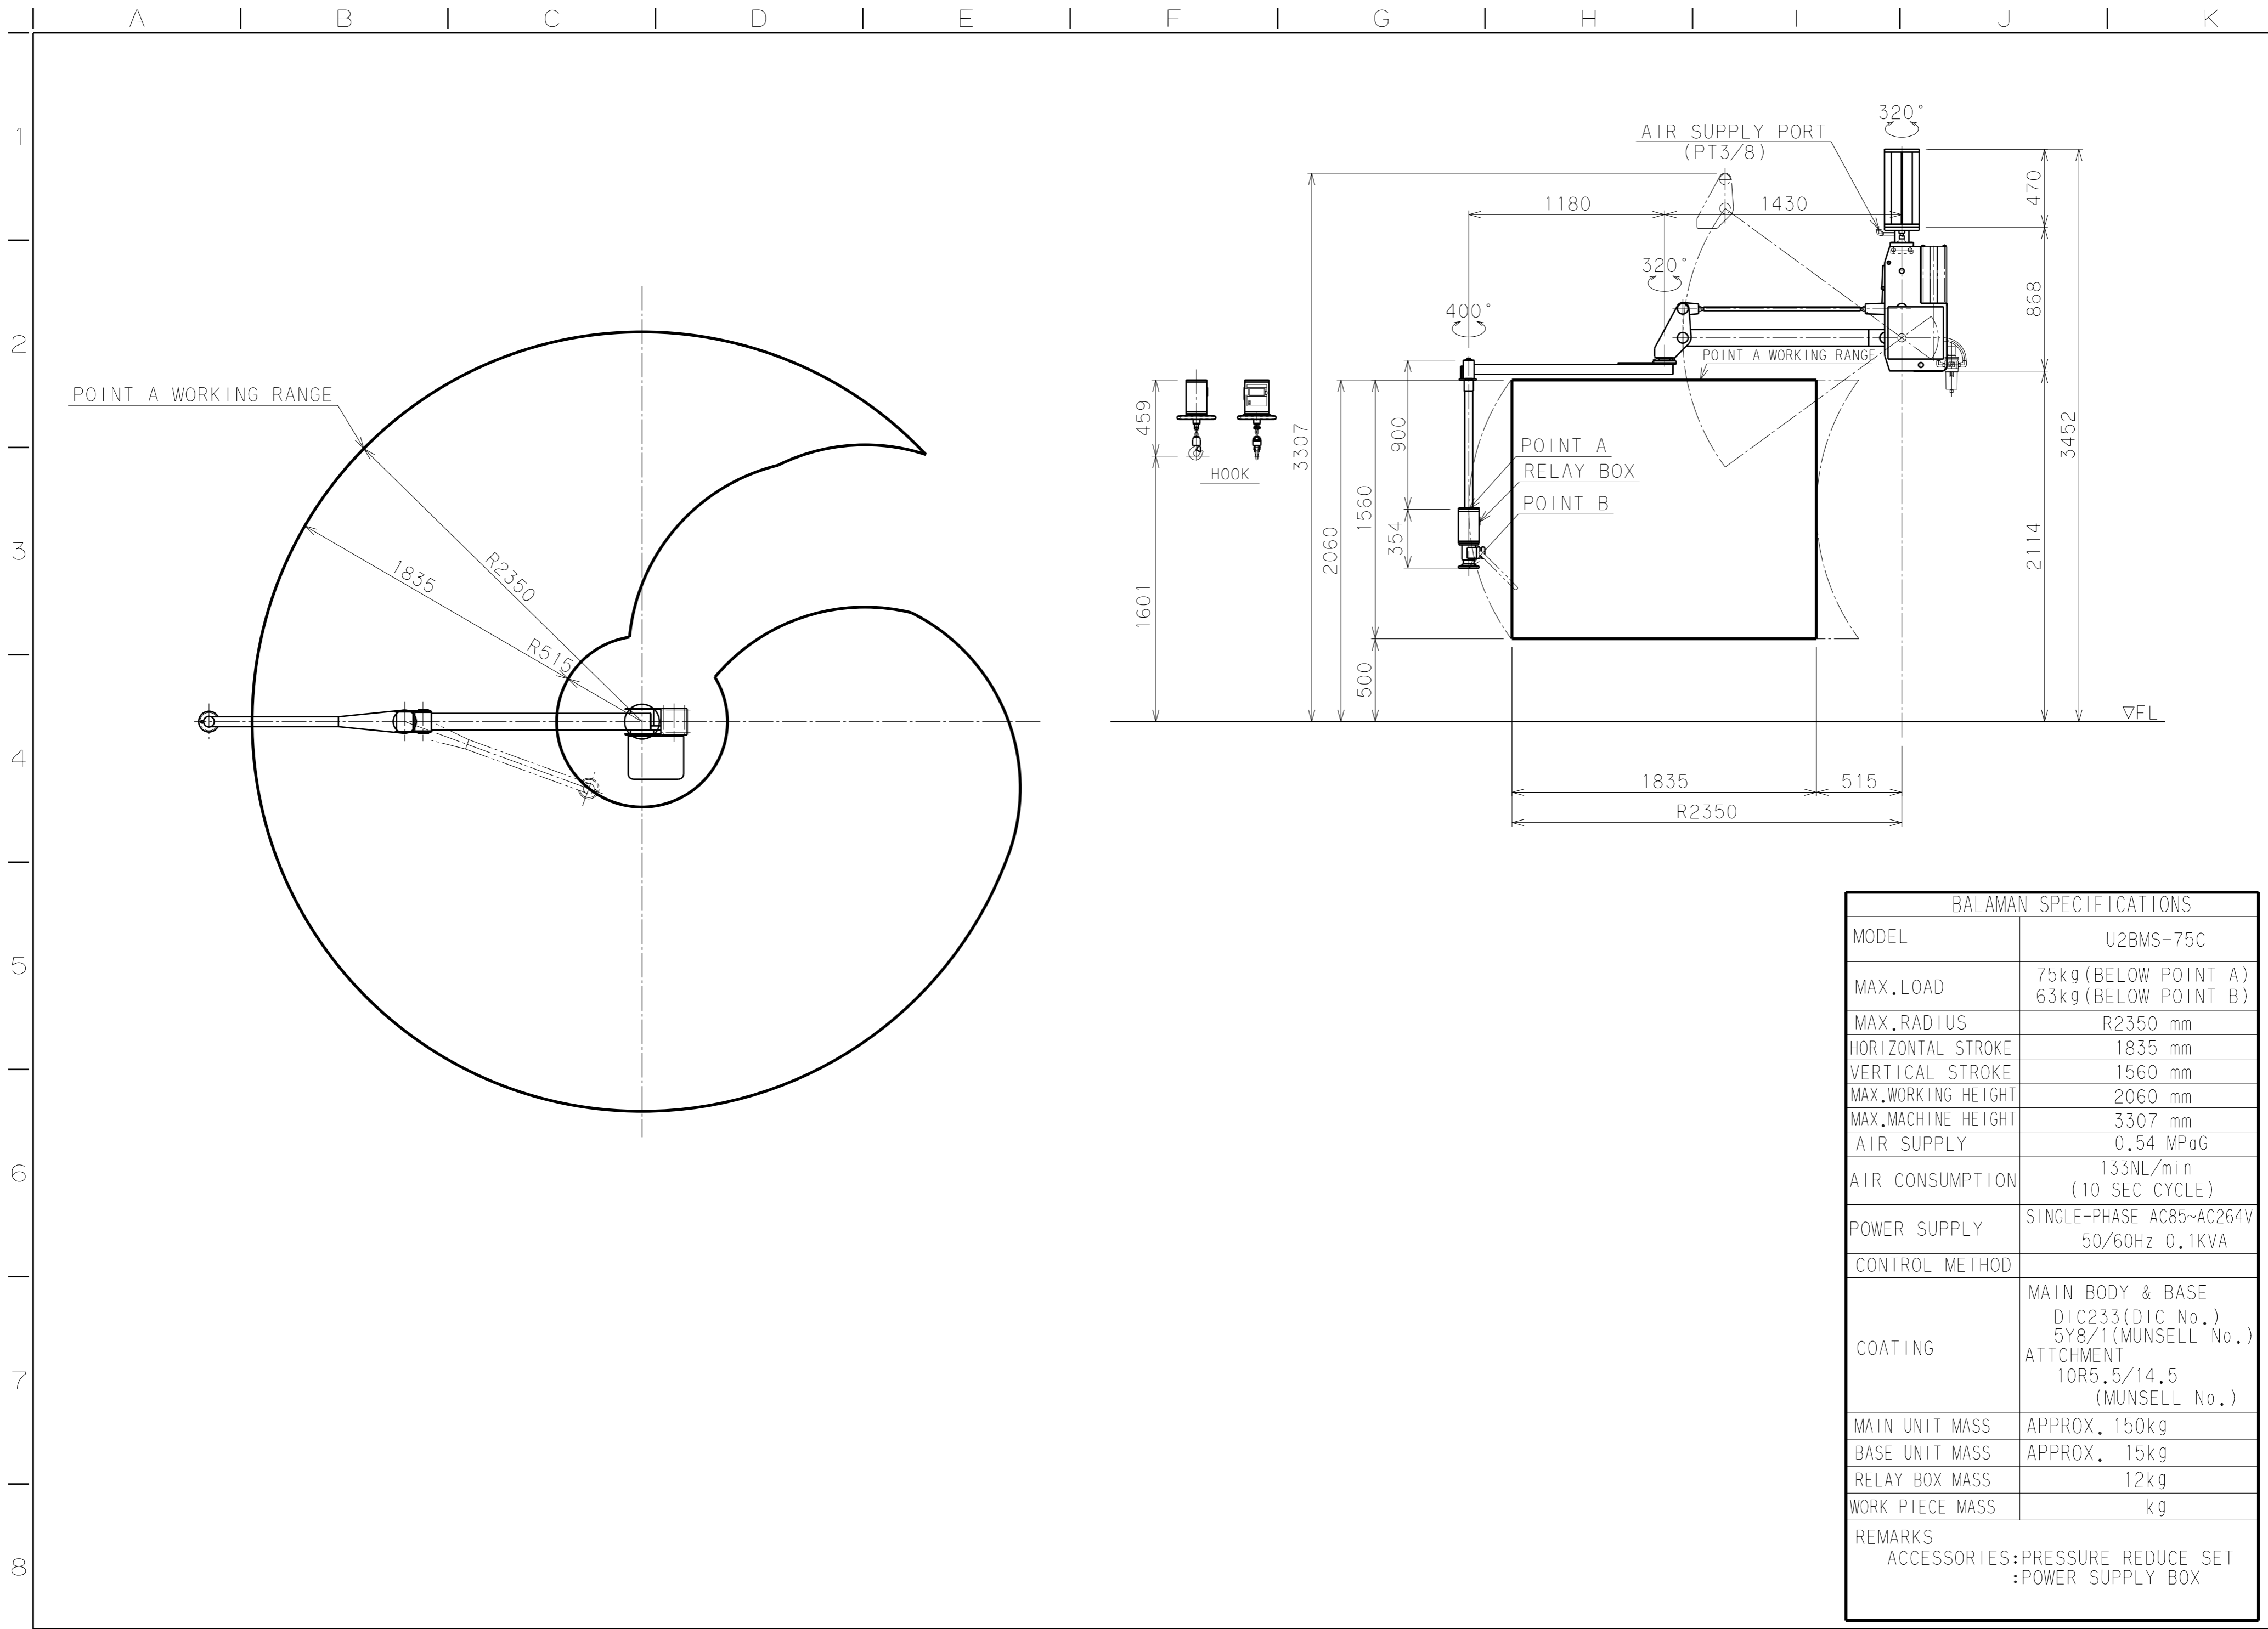 A B C D E F G H I J K
1
2
3
4
5
6
7
8
POINT A WORKING RANGE
R2350
1835
R515
459
1601
HOOK
3307
2060
1560
500
900
354
400°
320°
1180
1430
AIR SUPPLY PORT
(PT3/8)
320°
470
868
3452
2114
POINT A WORKING RANGE
POINT A
RELAY BOX
POINT B
▽FL
1835
515
R2350
BALAMAN SPECIFICATIONS
MODEL U2BMS-75C
MAX.LOAD 75kg(BELOW POINT A)
63kg(BELOW POINT B)
MAX.RADIUS R2350 mm
HORIZONTAL STROKE 1835 mm
VERTICAL STROKE 1560 mm
MAX.WORKING HEIGHT 2060 mm
MAX.MACHINE HEIGHT 3307 mm
AIR SUPPLY 0.54 MPaG
AIR CONSUMPTION 133NL/min
(10 SEC CYCLE)
POWER SUPPLY SINGLE-PHASE AC85~AC264V
50/60Hz 0.1KVA
CONTROL METHOD
COATING MAIN BODY & BASE
DIC233(DIC No.)
5Y8/1(MUNSELL No.)
ATTCHMENT
10R5.5/14.5
(MUNSELL No.)
MAIN UNIT MASS APPROX. 150kg
BASE UNIT MASS APPROX. 15kg
RELAY BOX MASS 12kg
WORK PIECE MASS kg
REMARKS
ACCESSORIES:PRESSURE REDUCE SET
:POWER SUPPLY BOX